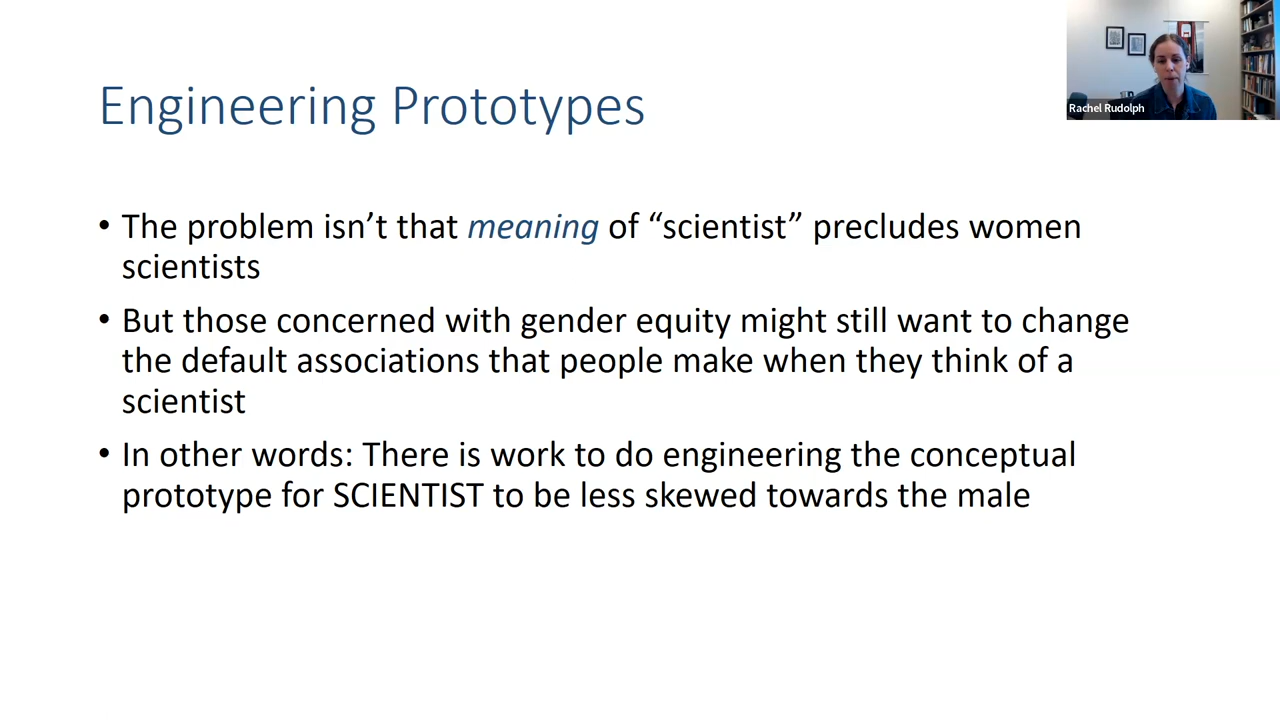 Rachel Rudolph
Engineering Prototypes
• The problem isn’t that meaning of “scientist” precludes women
scientists
• But those concerned with gender equity might still want to change
the default associations that people make when they think of a
scientist
• In other words: There is work to do engineering the conceptual
prototype for SCIENTIST to be less skewed towards the male